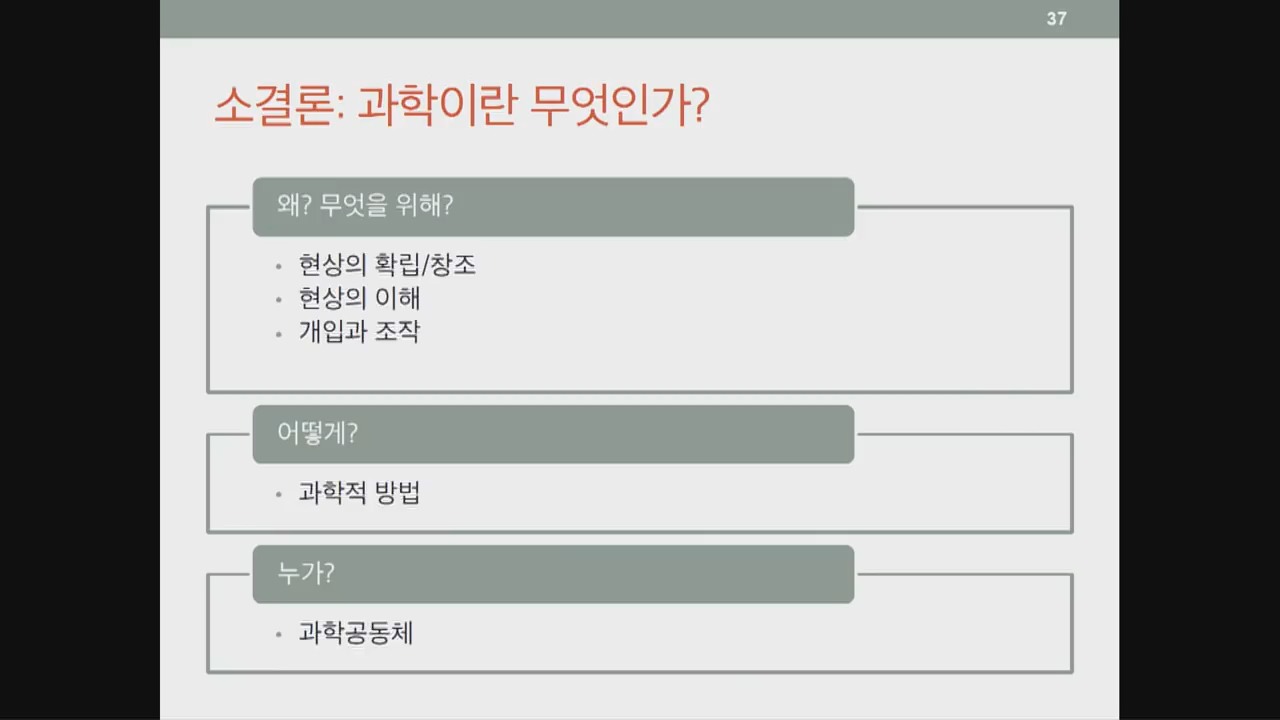 37
소결론: 과학이란 무엇인가?
왜? 무엇을 위해?
• 현상의 확립/창조
• 현상의 이해
• 개입과 조작
어떻게?
• 과학적 방법
누가?
• 과학공동체